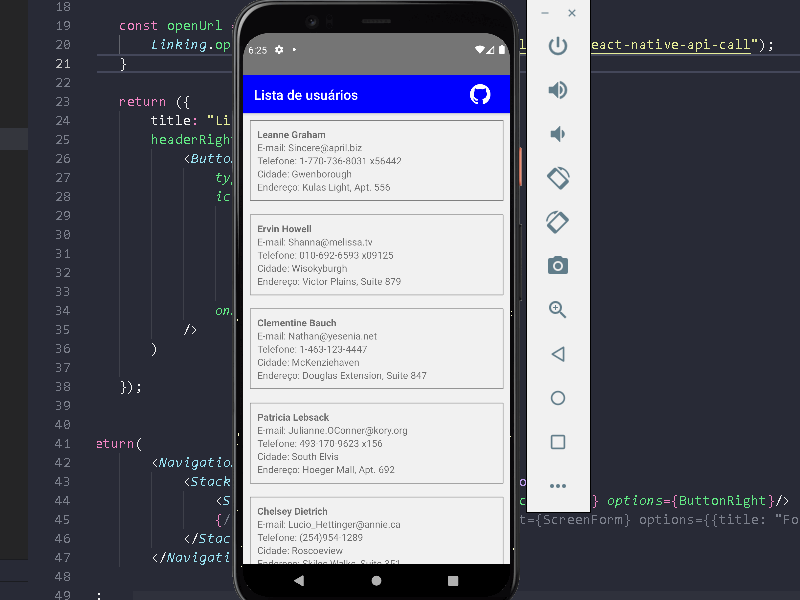 18
19 const openUrl =
20 Linking.op l eact-native-api-call");
21 }
22
23 return ({
24 title: "Li
25 headerRight
26 <Butto
27 ty
28 ic
29
30
31
32
33
34 on
35 />
36 )
37
38 });
39
40
41 eturn(
42 <Navigatio
43 <Stack o
44 <S c } options={ButtonRight}/>
45 {/ t={ScreenForm} options={{title: "Fo
46 </Stac
47 </Navigati
48
49 ;
6:25
Lista de usuários
Leanne Graham
E-mail: Sincere@april.biz
Telefone: 1-770-736-8031 x56442
Cidade: Gwenborough
Endereço: Kulas Light, Apt. 556
Ervin Howell
E-mail: Shanna@melissa.tv
Telefone: 010-692-6593 x09125
Cidade: Wisokyburgh
Endereço: Victor Plains, Suite 879
Clementine Bauch
E-mail: Nathan@yesenia.net
Telefone: 1-463-123-4447
Cidade: McKenziehaven
Endereço: Douglas Extension, Suite 847
Patricia Lebsack
E-mail: Julianne.OConner@kory.org
Telefone: 493-170-9623 x156
Cidade: South Elvis
Endereço: Hoeger Mall, Apt. 692
Chelsey Dietrich
E-mail: Lucio_Hettinger@annie.ca
Telefone: (254)954-1289
Cidade: Roscoeview
Endereço: Skiles Walks, Suite 351